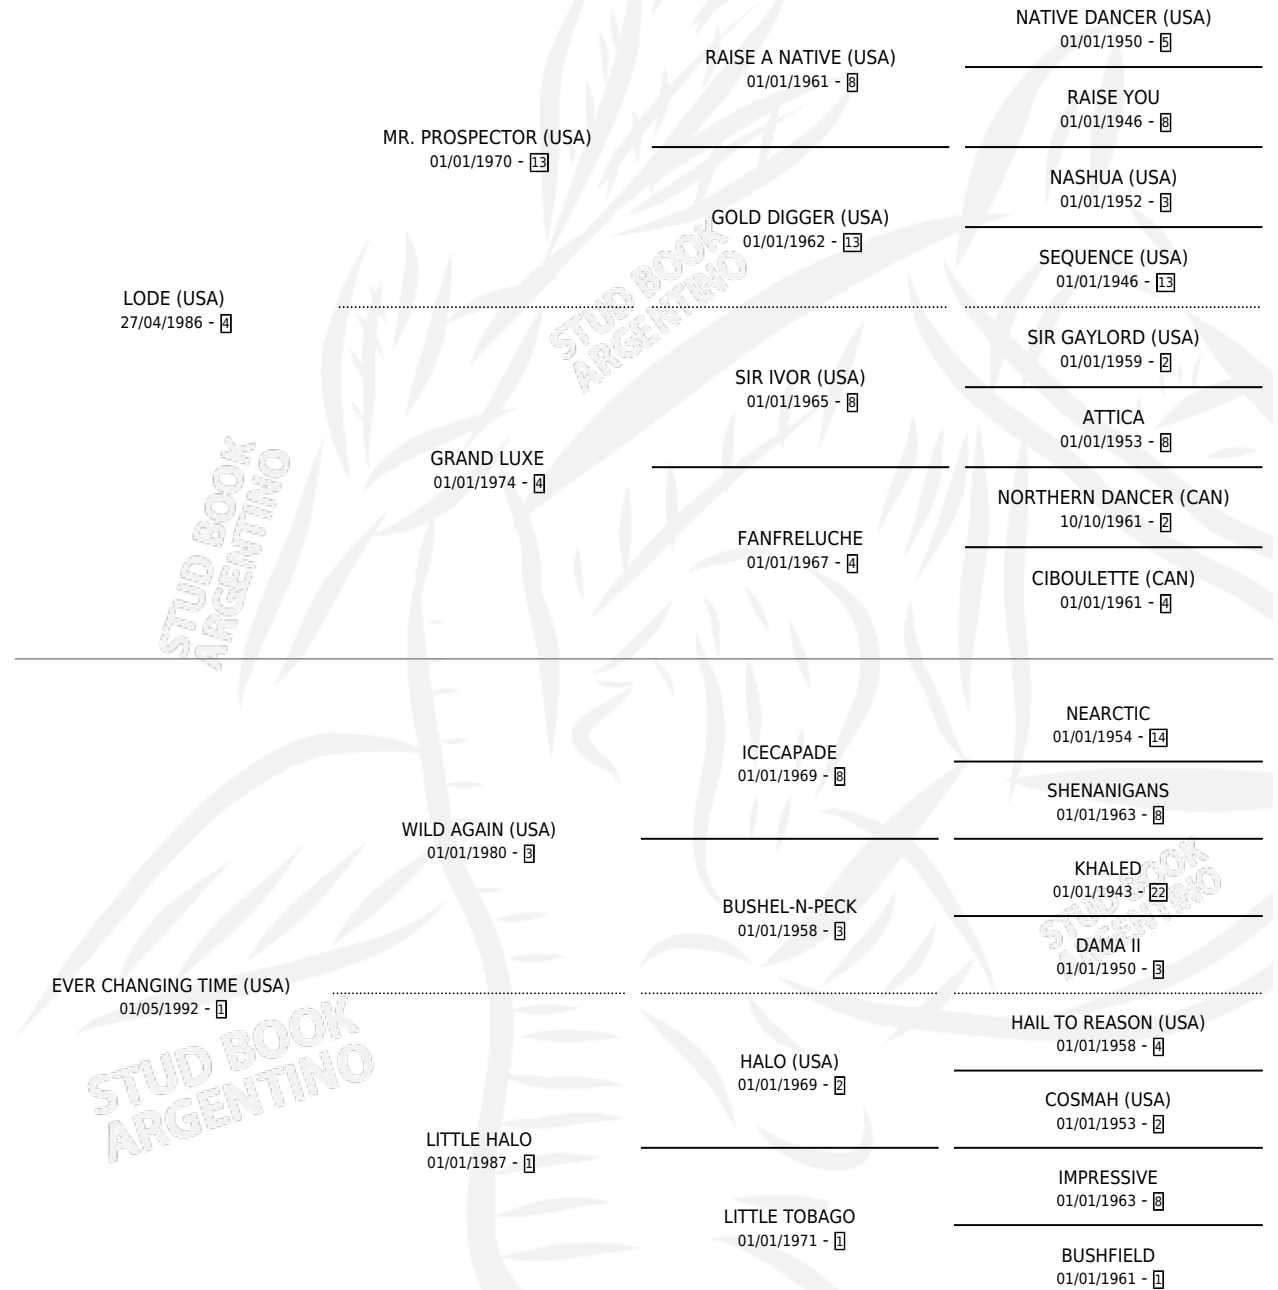 NATIVE DANCER (USA)
01/01/1950 - 5
RAISE A NATIVE (USA)
01/01/1961 - 8
RAISE YOU
01/01/1946 - 8
MR. PROSPECTOR (USA)
01/01/1970 - 13
NASHUA (USA)
01/01/1952 - 3
GOLD DIGGER (USA)
01/01/1962 - 13
SEQUENCE (USA)
01/01/1946 - 13
LODE (USA)
27/04/1986 - 4
STUD BOOK
ARGENTINO
SIR GAYLORD (USA)
01/01/1959 - 2
SIR IVOR (USA)
01/01/1965 - 8
ATTICA
01/01/1953 - 8
GRAND LUXE
01/01/1974 - 4
NORTHERN DANCER (CAN)
10/10/1961 - 2
FANFRELUCHE
01/01/1967 - 4
CIBOULETTE (CAN)
01/01/1961 - 4
STUD BOOK
ARGENTINO
NEARCTIC
01/01/1954 - 14
ICECAPADE
01/01/1969 - 8
SHENANIGANS
01/01/1963 - 8
WILD AGAIN (USA)
01/01/1980 - 3
KHALED
01/01/1943 - 22
BUSHEL-N-PECK
01/01/1958 - 3
STUD BOOK
ARGENTINO
DAMA II
01/01/1950 - 3
EVER CHANGING TIME (USA)
01/05/1992 - 1
HAIL TO REASON (USA)
01/01/1958 - 4
HALO (USA)
01/01/1969 - 2
COSMAH (USA)
01/01/1953 - 2
STUD BOOK
ARGENTINO
LITTLE HALO
01/01/1987 - 1
IMPRESSIVE
01/01/1963 - 8
LITTLE TOBAGO
01/01/1971 - 1
BUSHFIELD
01/01/1961 - 1